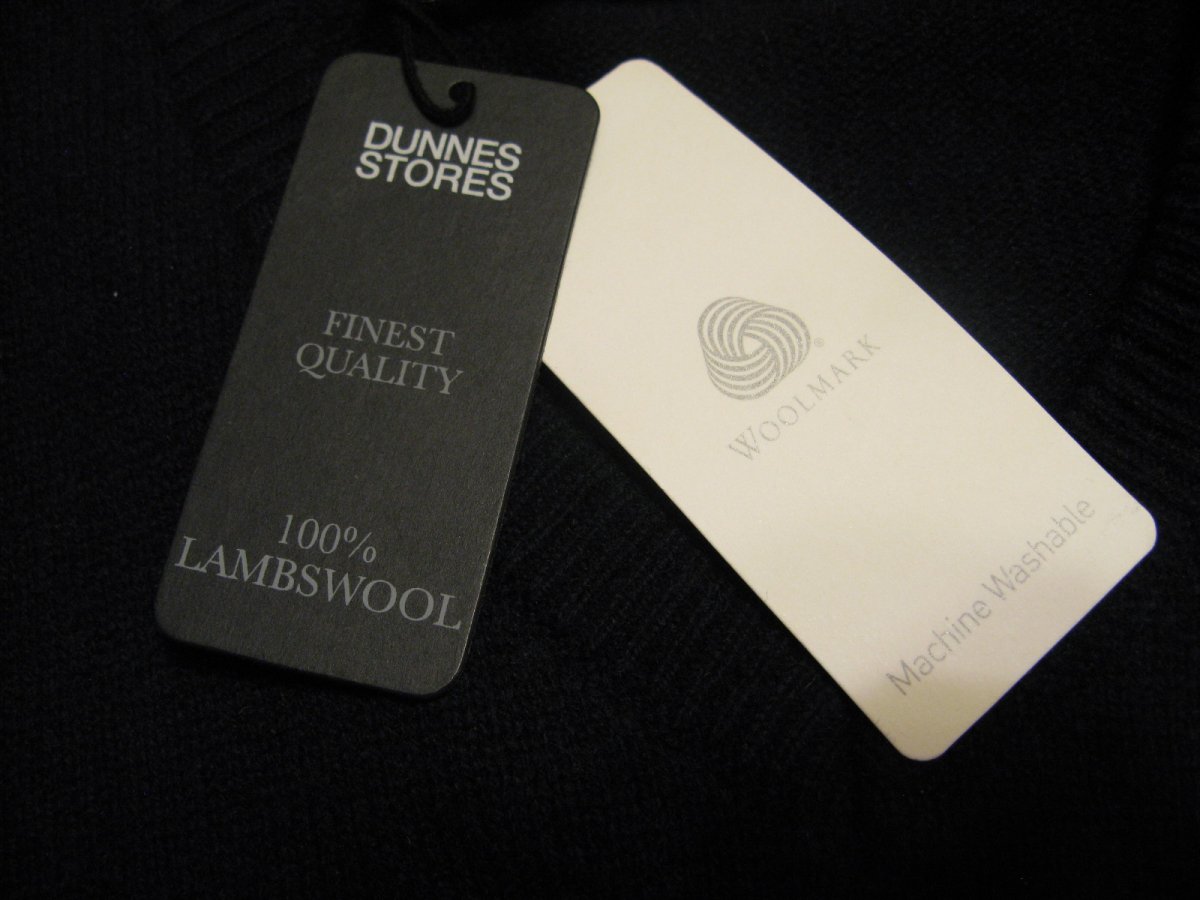 DUNNES
STORES
FINEST
QUALITY
100%
LAMBSWOOL
®
WOOLMARK
Machine Washable